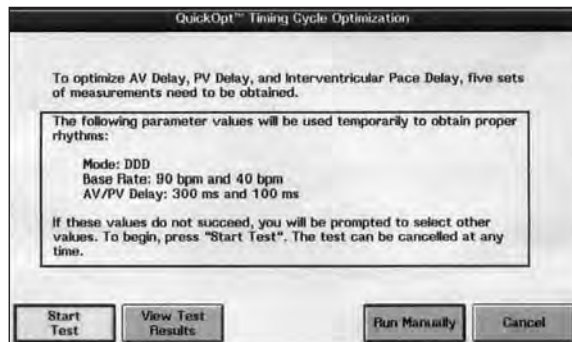 QuickOpt™ Timing Cycle Optimization
To optimize AV Delay, PV Delay, and Interventricular Pace Delay, five sets
of measurements need to be obtained.
The following parameter values will be used temporarily to obtain proper
rhythms:
Mode: DDD
Base Rate: 90 bpm and 40 bpm
AV/PV Delay: 300 ms and 100 ms
If these values do not succeed, you will be prompted to select other
values. To begin, press "Start Test". The test can be cancelled at any
time.
Start
Test
View Test
Results
Run Manually
Cancel